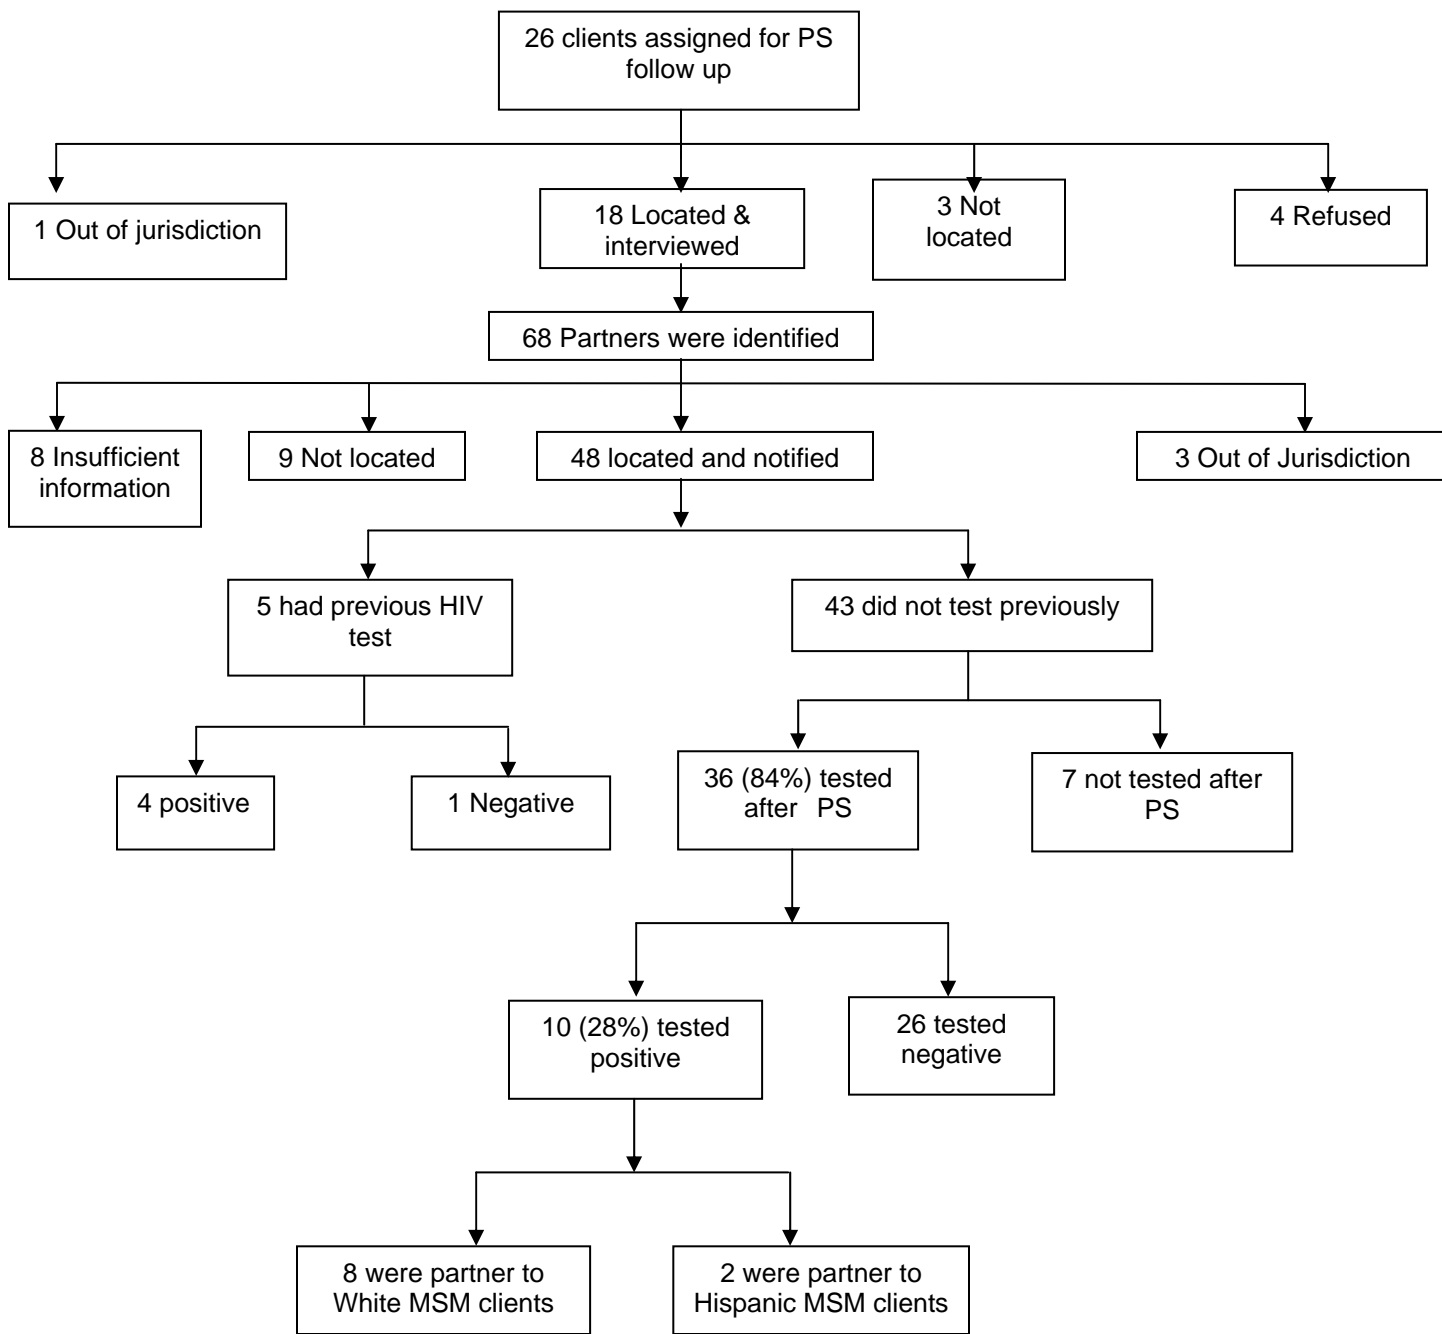 26 clients assigned for PS
follow up
1 Out of jurisdiction
18 Located &
interviewed
3 Not
located
4 Refused
68 Partners were identified
8 Insufficient
information
9 Not located
48 located and notified
3 Out of Jurisdiction
5 had previous HIV
test
43 did not test previously
4 positive
1 Negative
36 (84%) tested
after PS
7 not tested after
PS
10 (28%) tested
positive
26 tested
negative
8 were partner to
White MSM clients
2 were partner to
Hispanic MSM clients